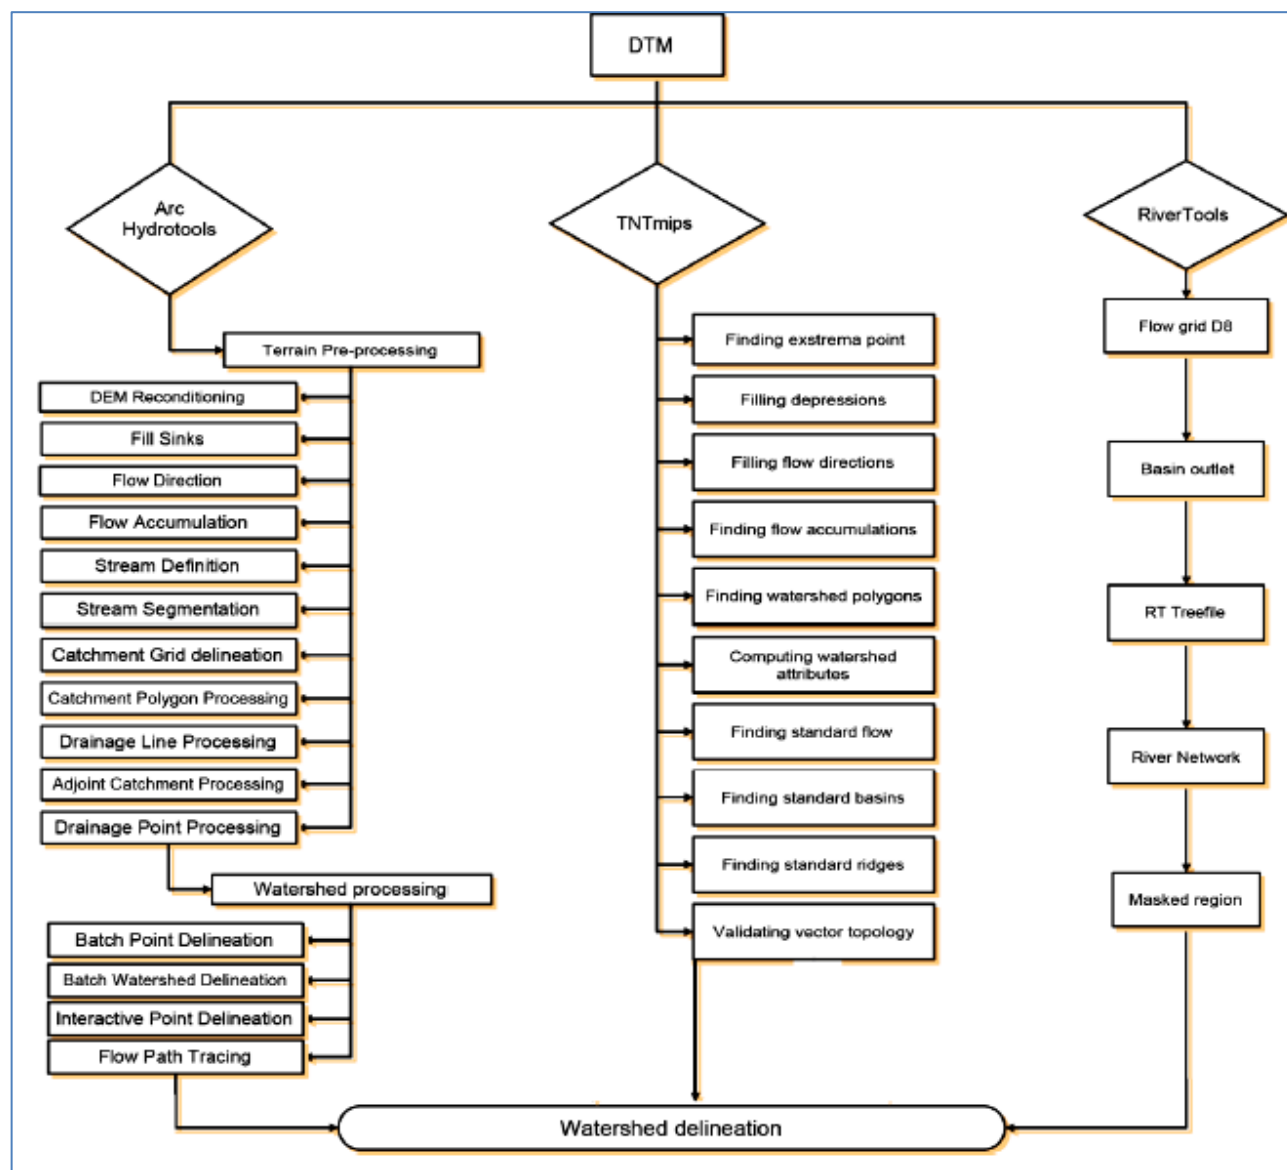 DTM
Arc
Hydrotools
TNTmips
RiverTools
Terrain Pre-processing
DEM Reconditioning
Fill Sinks
Flow Direction
Flow Accumulation
Stream Definition
Stream Segmentation
Catchment Grid delineation
Catchment Polygon Processing
Drainage Line Processing
Adjoint Catchment Processing
Drainage Point Processing
Watershed processing
Batch Point Delineation
Batch Watershed Delineation
Interactive Point Delineation
Flow Path Tracing
Finding exstrema point
Filling depressions
Filling flow directions
Finding flow accumulations
Finding watershed polygons
Computing watershed
attributes
Finding standard flow
Finding standard basins
Finding standard ridges
Validating vector topology
Flow grid D8
Basin outlet
RT Treefile
River Network
Masked region
Watershed delineation